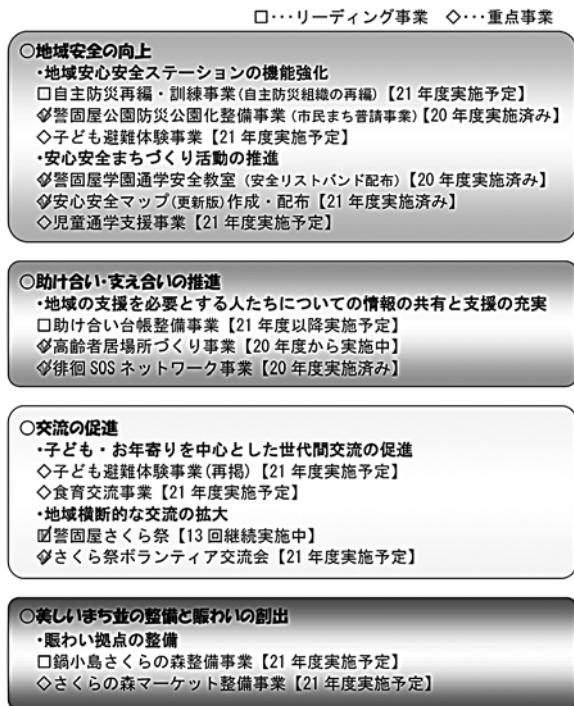 □･･･リーディング事業　◇･･･重点事業
○地域安全の向上
・地域安心安全ステーションの機能強化
□自主防災再編・訓練事業(自主防災組織の再編)【21年度実施予定】
◇警固屋公園防災公園化整備事業(市民まち普請事業)【20年度実施済み】
◇子ども避難体験事業【21年度実施予定】
・安心安全まちづくり活動の推進
◇警固屋学園通学安全教室(安全リストバンド配布)【20年度実施済み】
◇安心安全マップ(更新版)作成・配布【21年度実施済み】
◇児童通学支援事業【21年度実施予定】
○助け合い・支え合いの推進
・地域の支援を必要とする人たちについての情報の共有と支援の充実
□助け合い台帳整備事業【21年度以降実施予定】
◇高齢者居場所づくり事業【20年度から実施中】
◇徘徊SOSネットワーク事業【20年度実施済み】
○交流の促進
・子ども・お年寄りを中心とした世代間交流の促進
◇子ども避難体験事業(再掲)【21年度実施予定】
◇食育交流事業【21年度実施予定】
・地域横断的な交流の拡大
☑警固屋さくら祭【13回継続実施中】
◇さくら祭ボランティア交流会【21年度実施予定】
○美しいまち並の整備と賑わいの創出
・賑わい拠点の整備
□鍋小島さくらの森整備事業【21年度実施予定】
◇さくらの森マーケット整備事業【21年度実施予定】